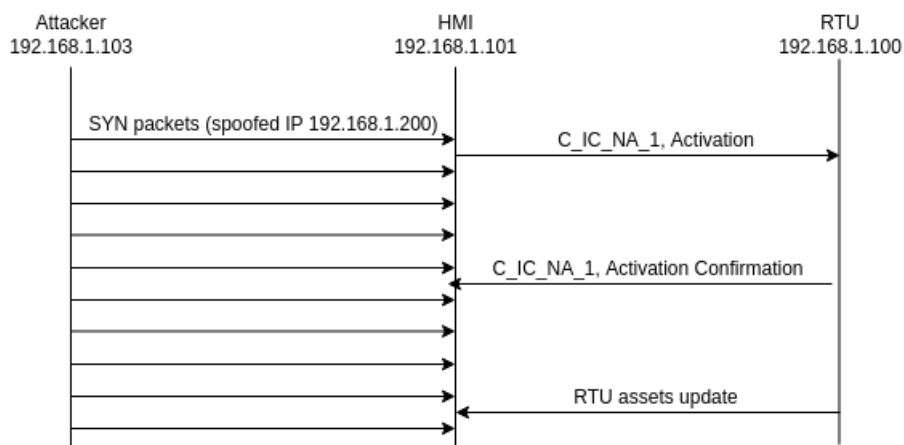 Attacker
192.168.1.103
HMI
192.168.1.101
RTU
192.168.1.100
SYN packets (spoofed IP 192.168.1.200)
C_IC_NA_1, Activation
C_IC_NA_1, Activation Confirmation
RTU assets update